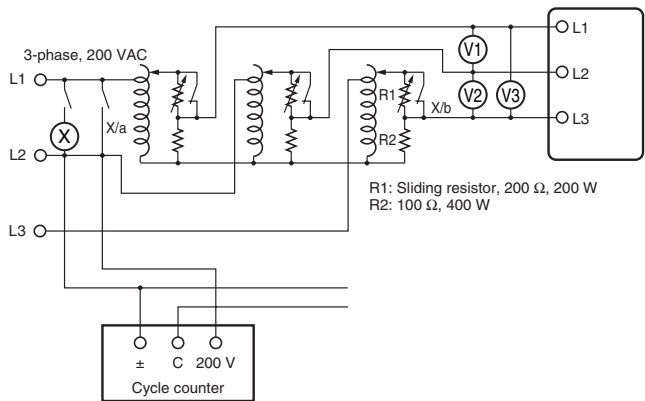 3-phase, 200 VAC
L1
L2
L3
X
X/a
R1
R2
X/b
V1
V2
V3
L1
L2
L3
R1: Sliding resistor, 200 Ω, 200 W
R2: 100 Ω, 400 W
± C 200 V
Cycle counter